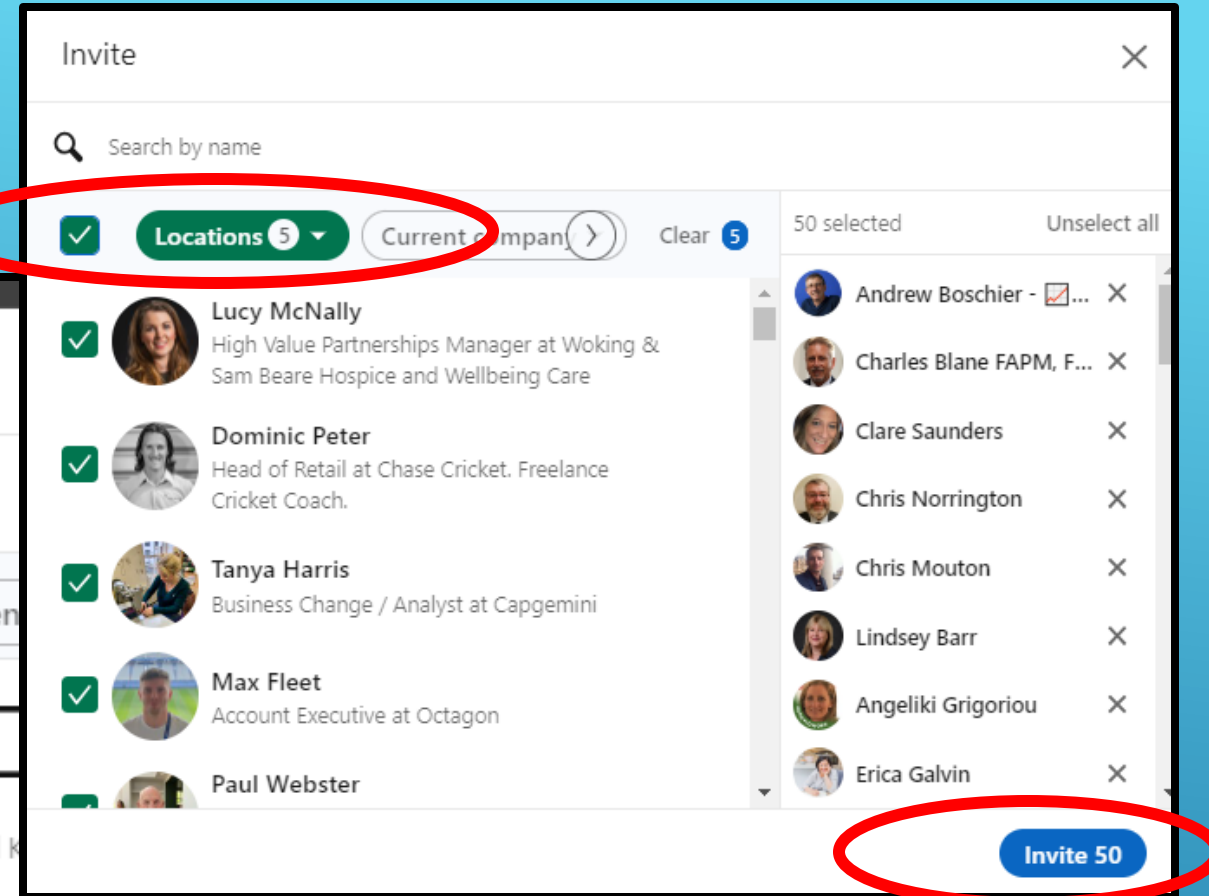 Invite
Search by name
Locations 5
Current company
Clear 5
50 selected
Unselect all
Lucy McNally
High Value Partnerships Manager at Woking &
Sam Beare Hospice and Wellbeing Care
Dominic Peter
Head of Retail at Chase Cricket. Freelance
Cricket Coach.
Tanya Harris
Business Change / Analyst at Capgemini
Max Fleet
Account Executive at Octagon
Paul Webster
Andrew Boschier - 📈...
Charles Blane FAPM, F...
Clare Saunders
Chris Norrington
Chris Mouton
Lindsey Barr
Angeliki Grigoriou
Erica Galvin
Invite 50